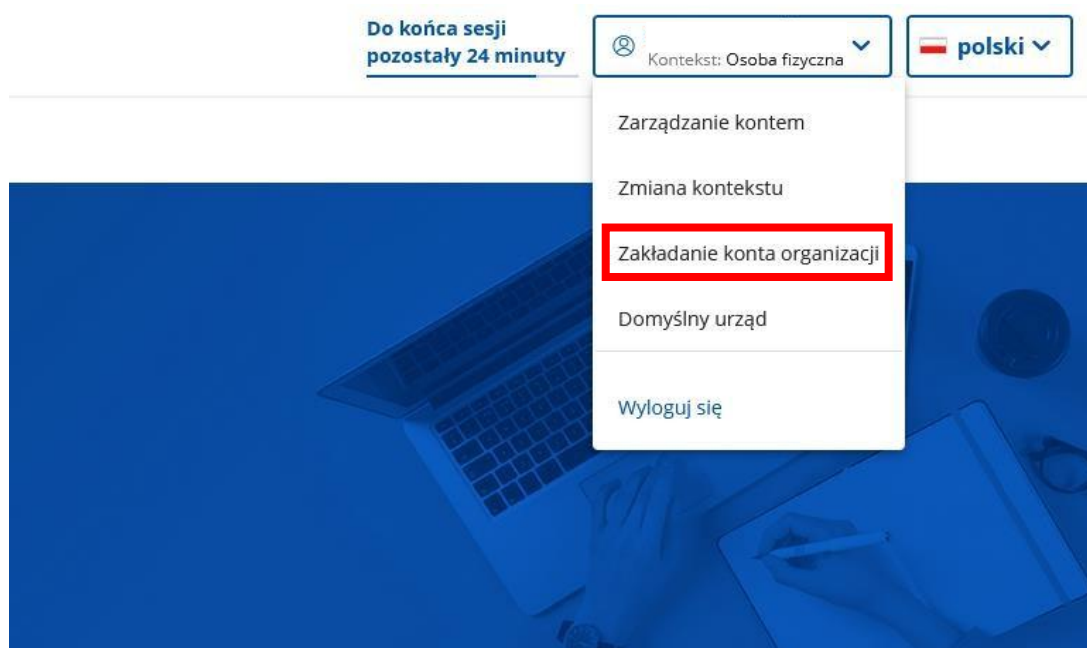 Do końca sesji
pozostały 24 minuty
Kontekst: Osoba fizyczna
polski
Zarządzanie kontem
Zmiana kontekstu
Zakładanie konta organizacji
Domyślny urząd
Wyloguj się